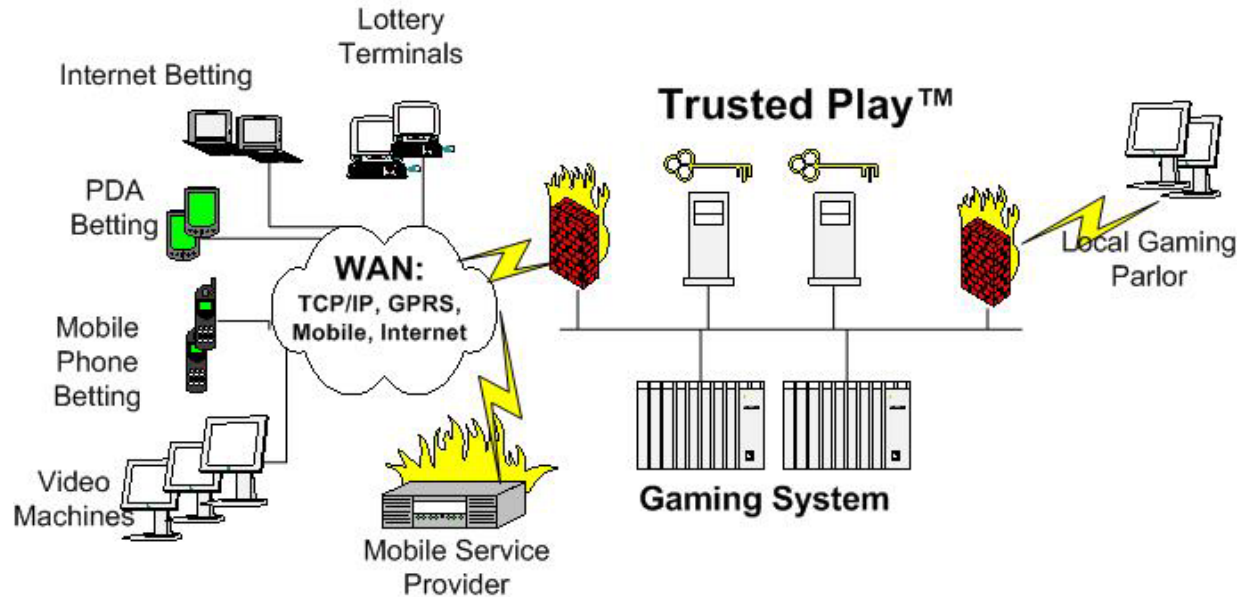 Lottery
Terminals
Internet Betting
Trusted Play™
PDA
Betting
WAN:
TCP/IP, GPRS,
Mobile, Internet
Local Gaming
Parlor
Mobile
Phone
Betting
Video
Machines
Gaming System
Mobile Service
Provider